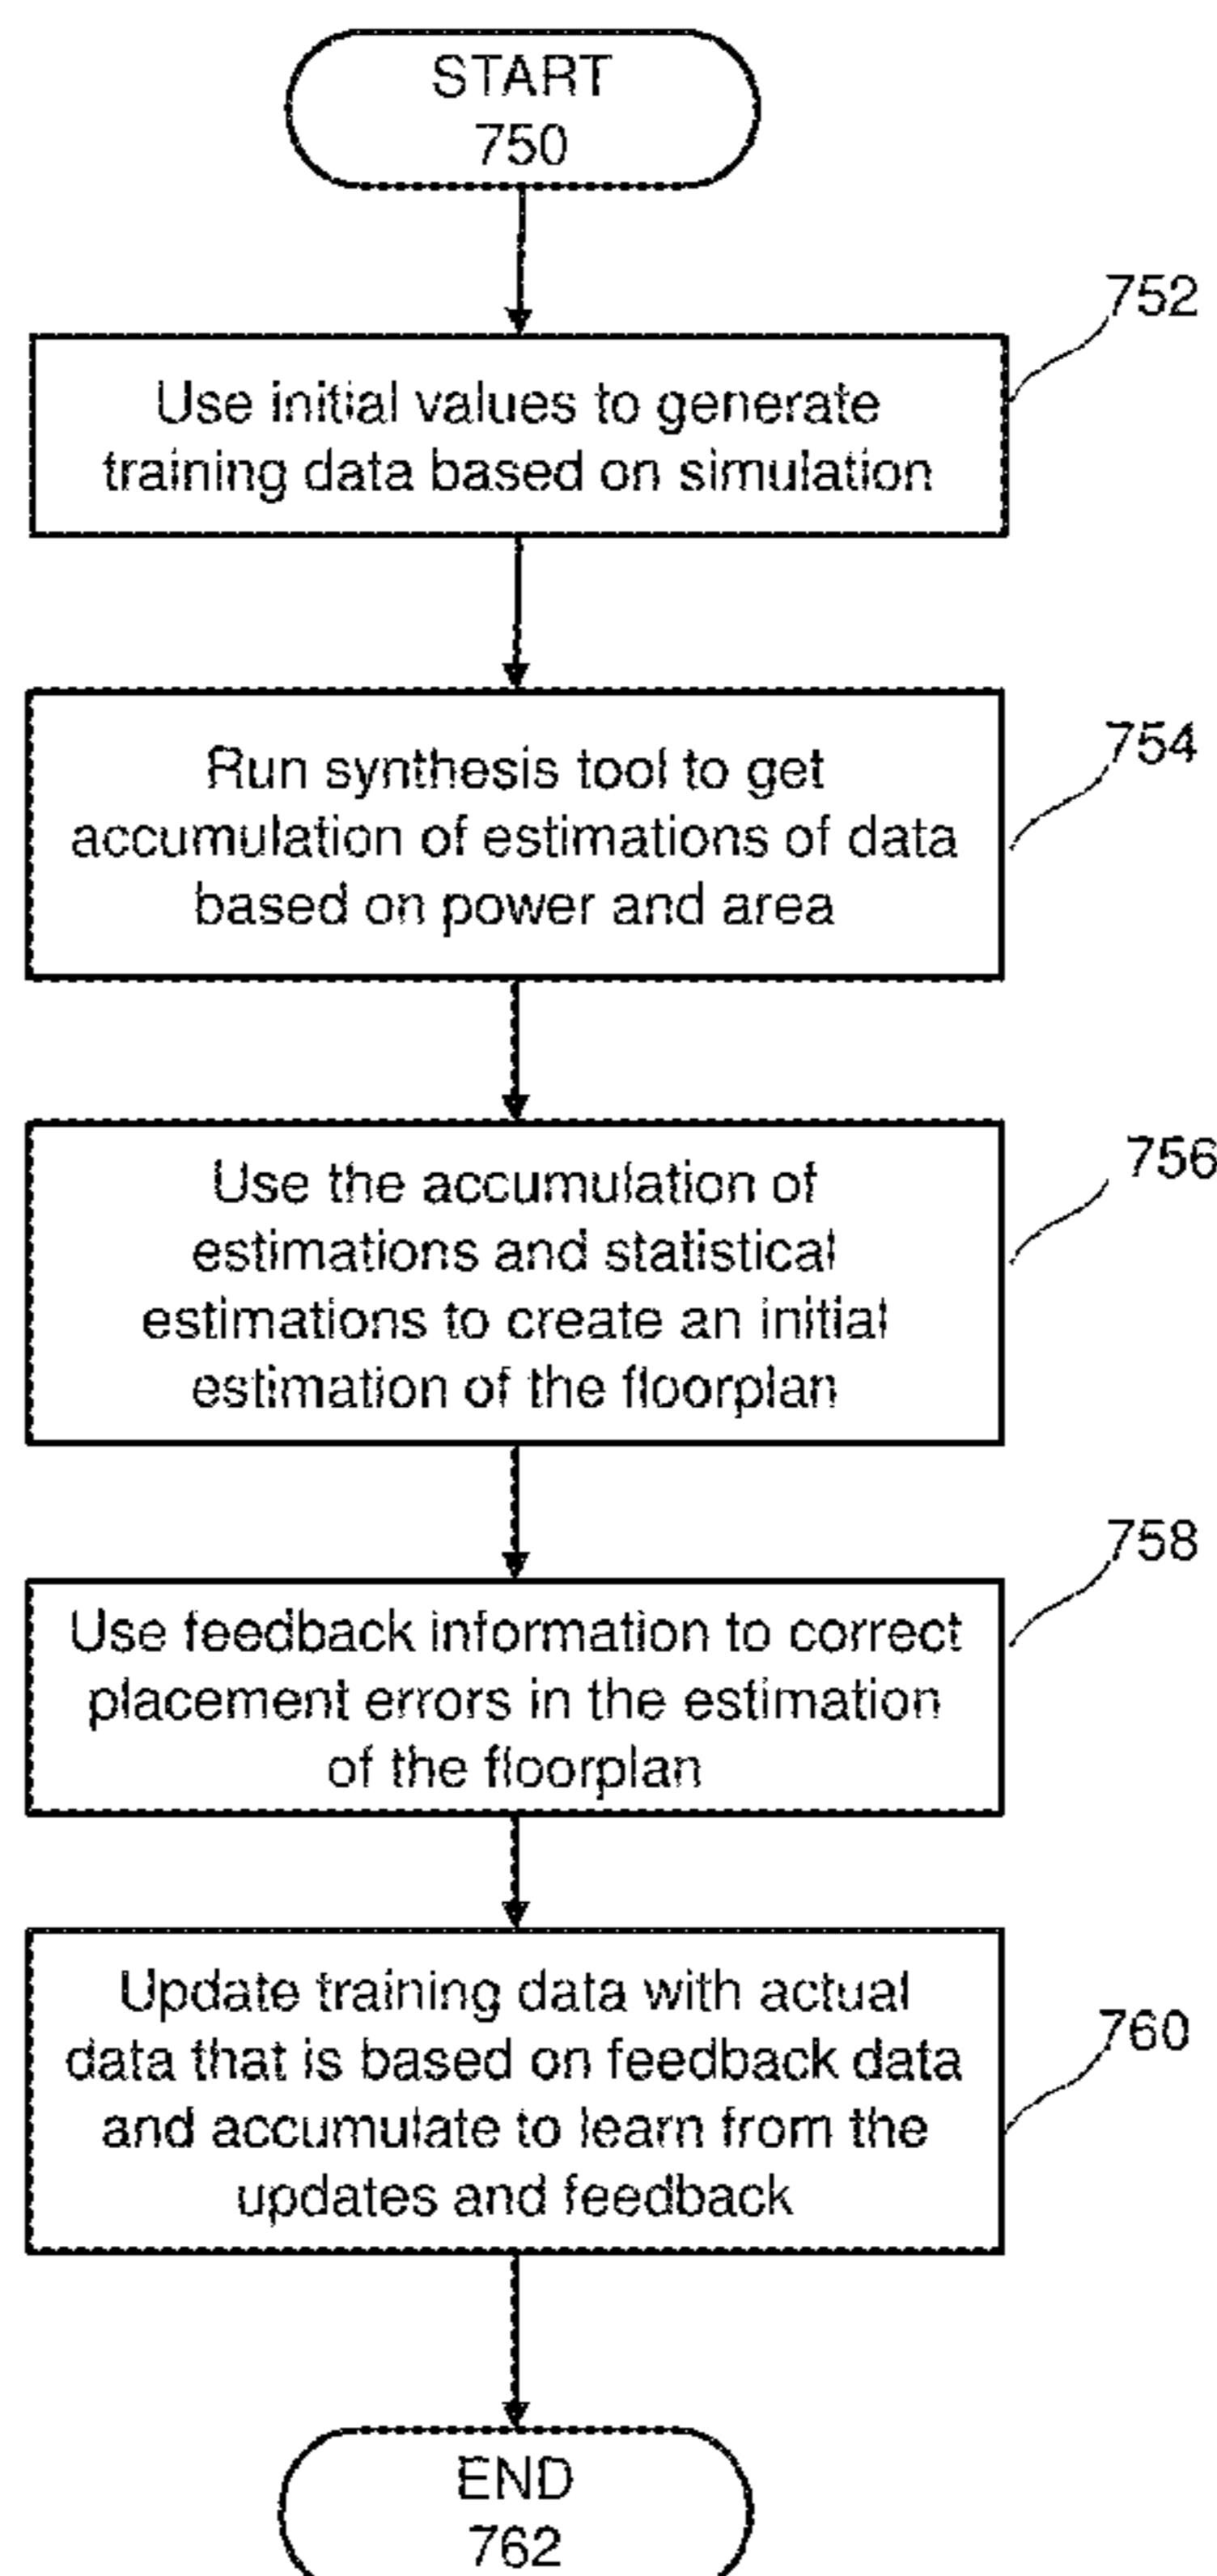 START
750
752
Use initial values to generate
training data based on simulation
754
Run synthesis tool to get
accumulation of estimations of data
based on power and area
756
Use the accumulation of
estimations and statistical
estimations to create an initial
estimation of the floorplan
758
Use feedback information to correct
placement errors in the estimation
of the floorplan
760
Update training data with actual
data that is based on feedback data
and accumulate to learn from the
updates and feedback
END
762